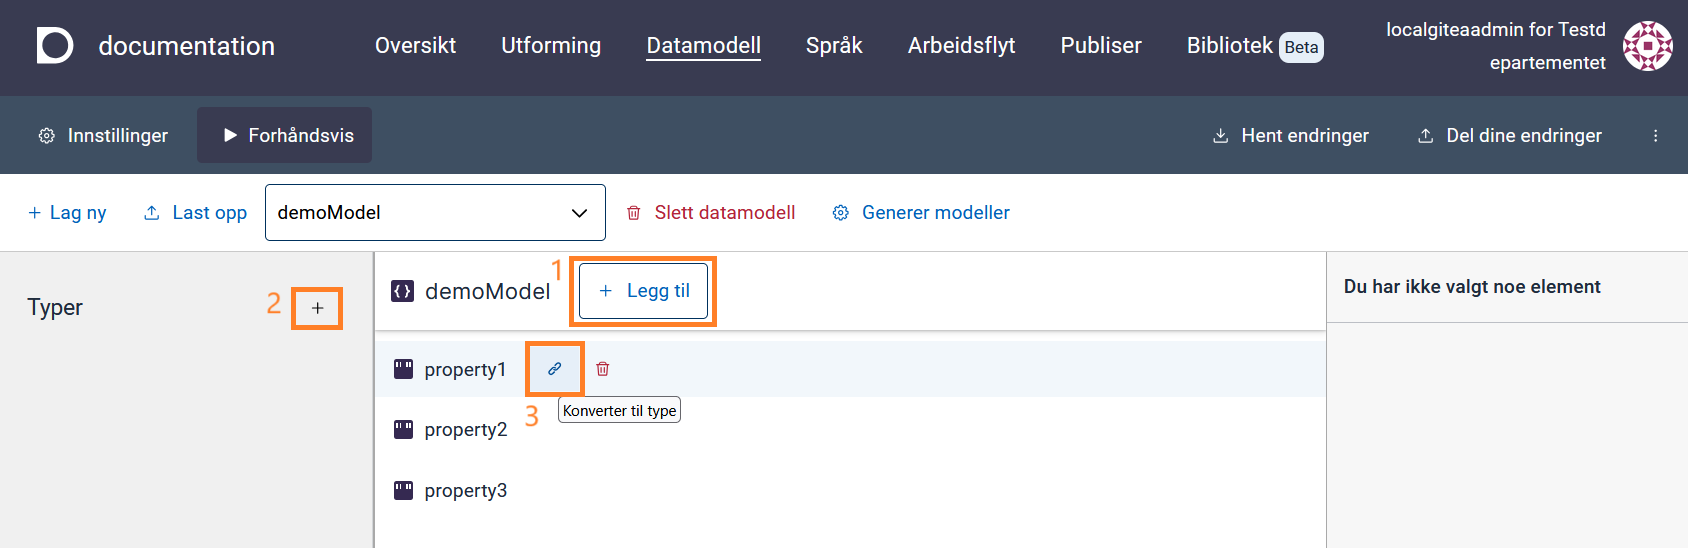 documentation
Oversikt Utforming Datamodell Språk Arbeidsflyt Publiser Bibliotek Beta
localgiteaadmin for Testd
epartementet
Innstillinger Forhåndsvis Hent endringer Del dine endringer
+ Lag ny Last opp demoModel Slett datamodell Generer modeller
Typer 2 +
{} demoModel 1 + Legg til
Du har ikke valgt noe element
property1
3 Konverter til type
property2
property3